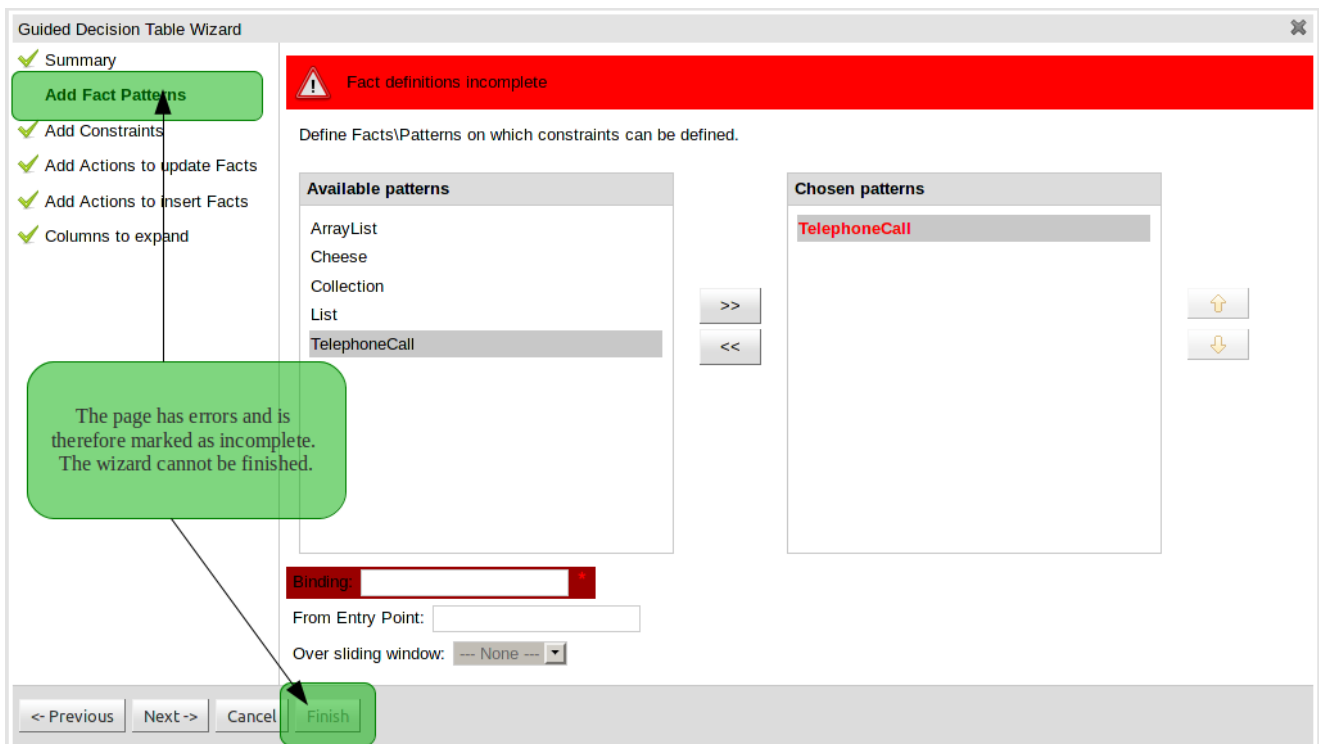 Guided Decision Table Wizard
Summary
Add Fact Patterns
Add Constraints
Add Actions to update Facts
Add Actions to insert Facts
Columns to expand
The page has errors and is
therefore marked as incomplete.
The wizard cannot be finished.
Fact definitions incomplete
Define Facts\Patterns on which constraints can be defined.
Available patterns
ArrayList
Cheese
Collection
List
TelephoneCall
>>
<<
Chosen patterns
TelephoneCall
Binding: *
From Entry Point:
Over sliding window: --- None ---
<- Previous Next -> Cancel Finish